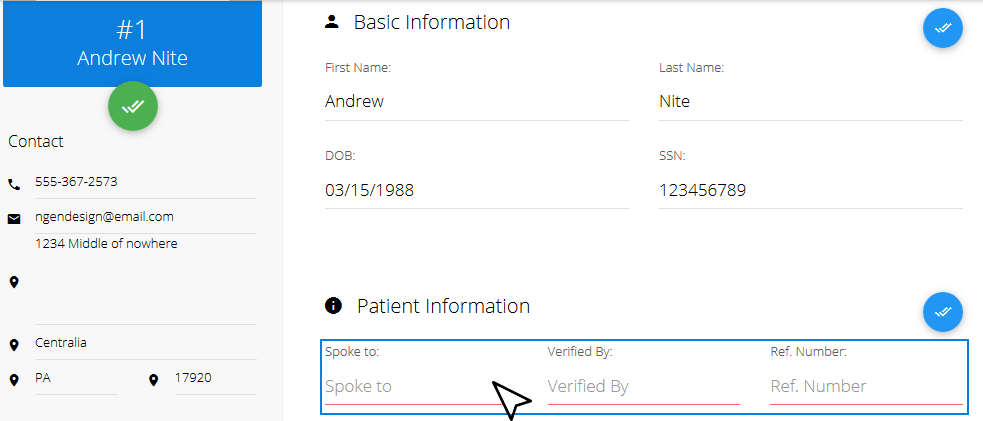 #1
Andrew Nite
Contact
555-367-2573
ngendesign@email.com
1234 Middle of nowhere
Centralia
PA 17920
Basic Information
First Name: Last Name:
Andrew Nite
DOB: SSN:
03/15/1988 123456789
Patient Information
Spoke to: Verified By: Ref. Number:
Spoke to Verified By Ref. Number